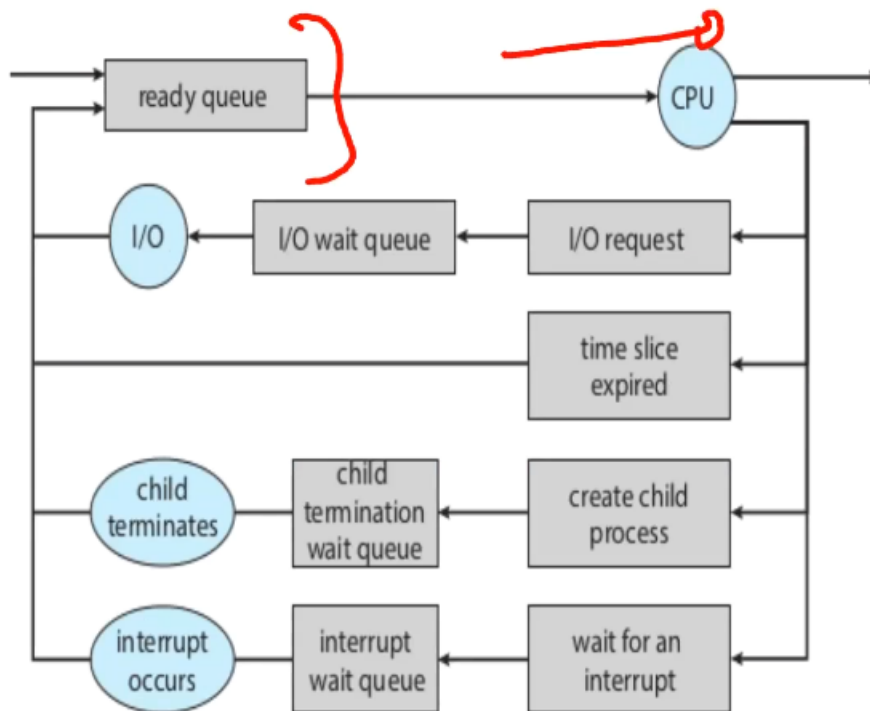 ready queue
CPU
I/O
I/O wait queue
I/O request
time slice
expired
child
terminates
child
termination
wait queue
create child
process
interrupt
occurs
interrupt
wait queue
wait for an
interrupt